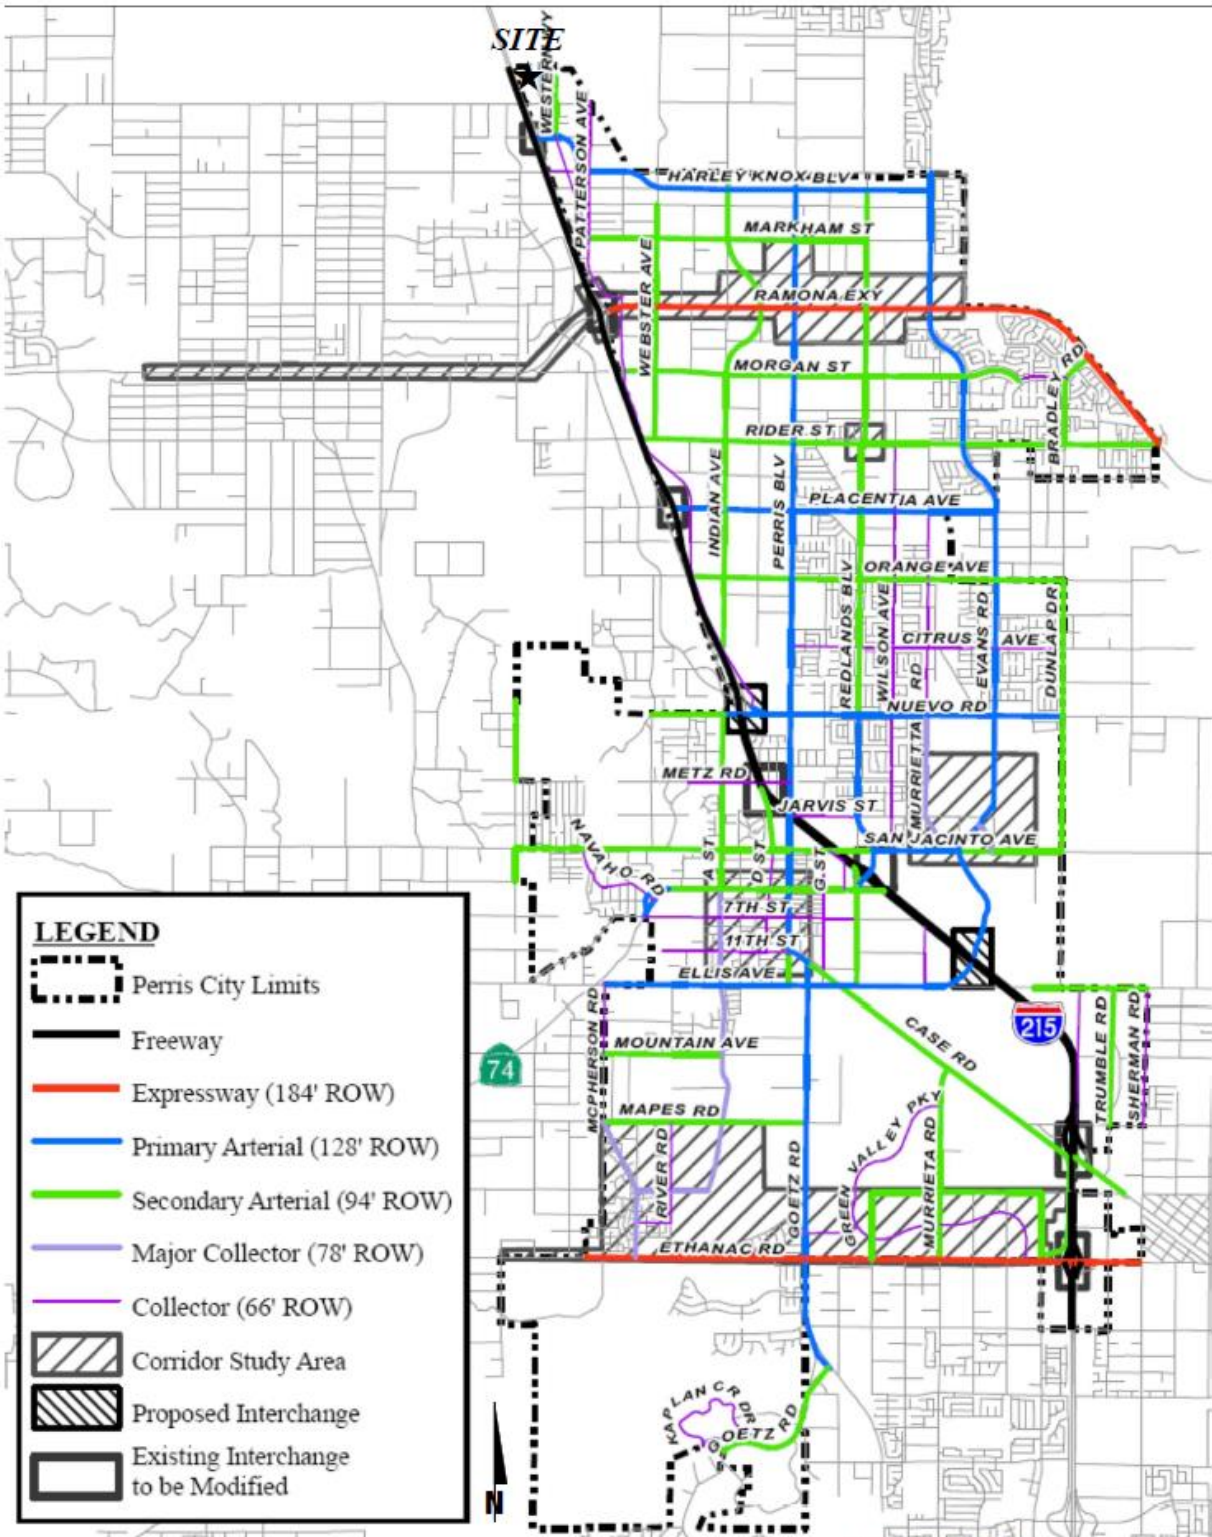 SITE
WESTERN WY
PATTERSON AVE
HARLEY KNOX BLV
MARKHAM ST
WEBSTER AVE
RAMONA EXY
MORGAN ST
BRADLEY RD
RIDER ST
INDIAN AVE
PERRIS BLV
PLACENTIA AVE
ORANGE AVE
REDLANDS BLV
WILSON AVE
CITRUS AVE
EVANS RD
DUNLAP DR
NUEVO RD
METZ RD
MURRIETTA RD
JARVIS ST
SAN JACINTO AVE
NAVAHO RD
A ST
D ST
G ST
7TH ST
11TH ST
ELLIS AVE
215
CASE RD
TRUMBLE RD
SHERMAN RD
MCPHERSON RD
MOUNTAIN AVE
74
MAPES RD
RIVER RD
GOETZ RD
GREEN VALLEY PKY
MURRIETA RD
ETHANAC RD
KAPLAN CR
DR
GOETZ RD
LEGEND
Perris City Limits
Freeway
Expressway (184' ROW)
Primary Arterial (128' ROW)
Secondary Arterial (94' ROW)
Major Collector (78' ROW)
Collector (66' ROW)
Corridor Study Area
Proposed Interchange
Existing Interchange
to be Modified
N